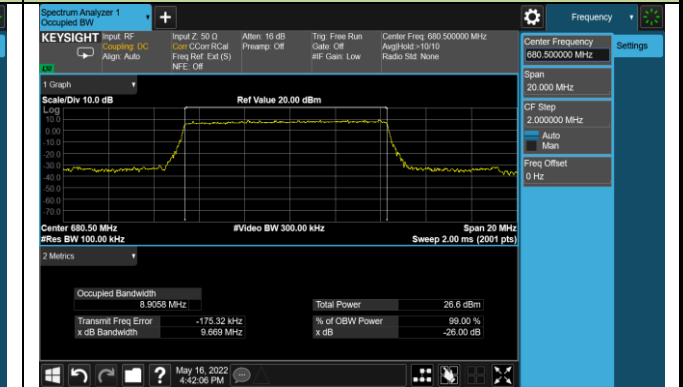 Spectrum Analyzer 1
Occupied BW
+
Frequency
KEYSIGHT
Input: RF
Coupling: DC
Align: Auto
Input Z: 50 Ω
Corr CCorr RCal
Freq Ref: Ext (S)
NFE: Off
Atten: 16 dB
Preamp: Off
Trig: Free Run
Gate: Off
#IF Gain: Low
Center Freq: 680.500000 MHz
Avg|Hold:>10/10
Radio Std: None
Center Frequency
680.500000 MHz
Settings
Span
20.000 MHz
CF Step
2.000000 MHz
Auto
Man
Freq Offset
0 Hz
1 Graph
Scale/Div 10.0 dB
Ref Value 20.00 dBm
Log
10.0
0.00
-10.0
-20.0
-30.0
-40.0
-50.0
-60.0
-70.0
Center 680.50 MHz
#Video BW 300.00 kHz
Span 20 MHz
#Res BW 100.00 kHz
Sweep 2.00 ms (2001 pts)
2 Metrics
Occupied Bandwidth
8.9058 MHz
Total Power
26.6 dBm
Transmit Freq Error
-175.32 kHz
% of OBW Power
99.00 %
x dB Bandwidth
9.669 MHz
x dB
-26.00 dB
?
May 16, 2022
4:42:06 PM